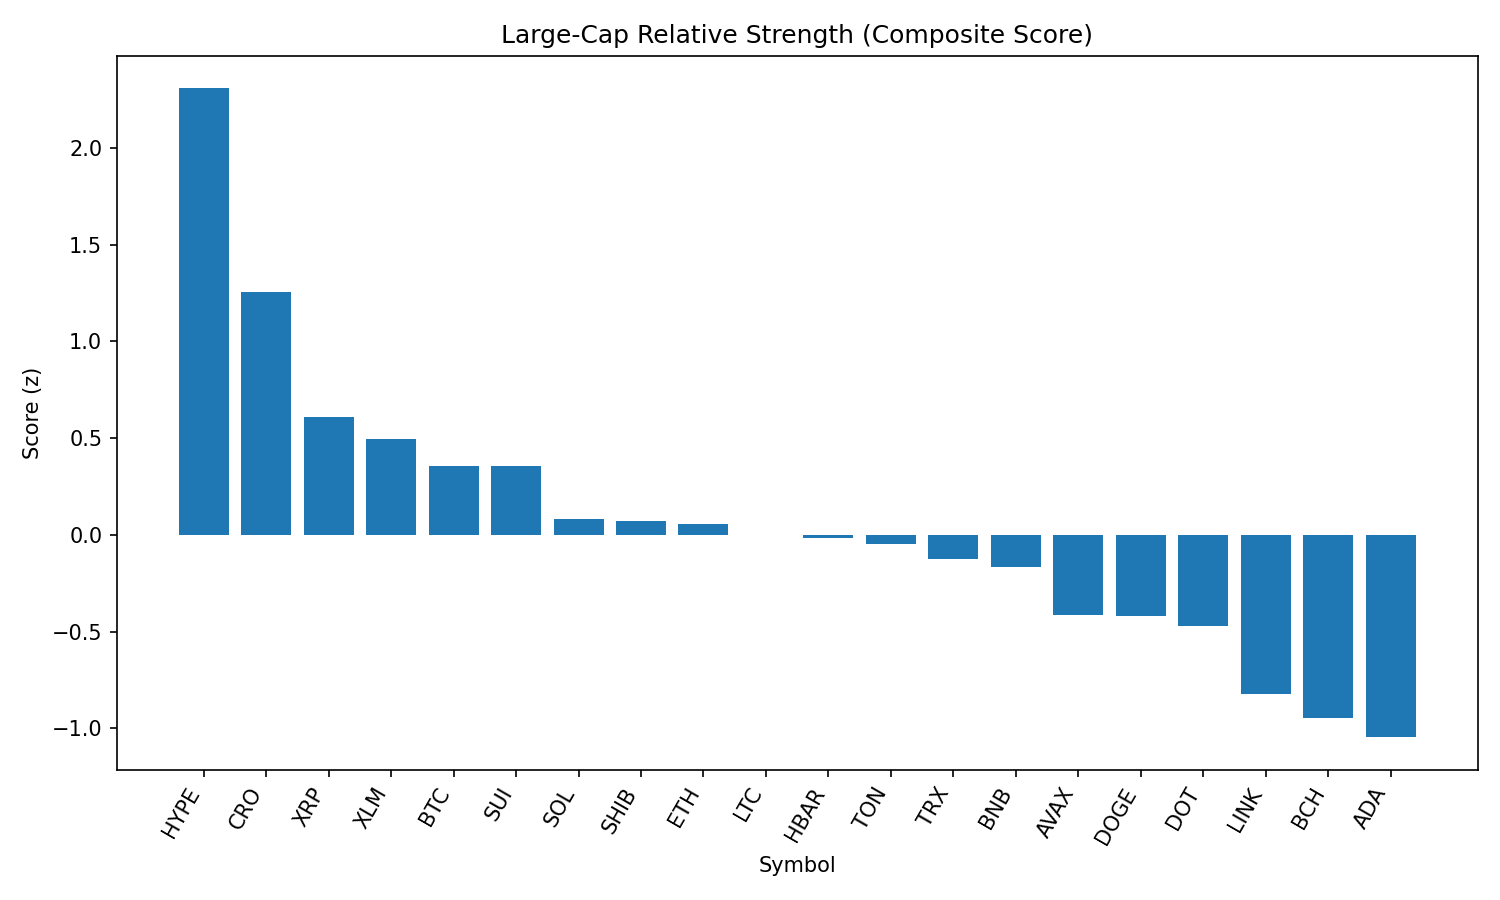 Large-Cap Relative Strength (Composite Score)
Score (z)
2.0
1.5
1.0
0.5
0.0
−0.5
−1.0
HYPE
CRO
XRP
XLM
BTC
SUI
SOL
SHIB
ETH
LTC
HBAR
TON
TRX
BNB
AVAX
DOGE
DOT
LINK
BCH
ADA
Symbol